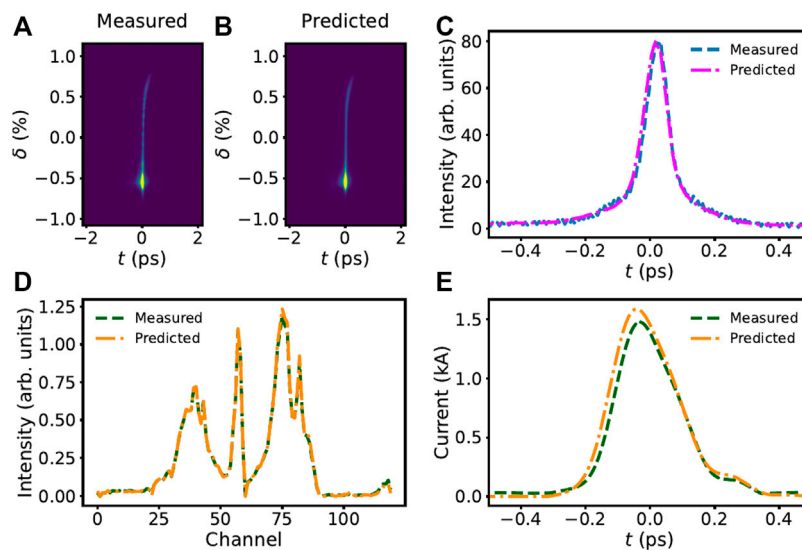 A Measured
B Predicted
1.0
0.5
0.0
−0.5
−1.0
δ (%)
−2 0 2
t (ps)
1.0
0.5
0.0
−0.5
−1.0
δ (%)
−2 0 2
t (ps)
C
Measured
Predicted
80
60
40
20
0
Intensity (arb. units)
−0.4 −0.2 0.0 0.2 0.4
t (ps)
D
Measured
Predicted
1.25
1.00
0.75
0.50
0.25
0.00
Intensity (arb. units)
0 25 50 75 100
Channel
E
Measured
Predicted
1.5
1.0
0.5
0.0
Current (kA)
−0.4 −0.2 0.0 0.2 0.4
t (ps)